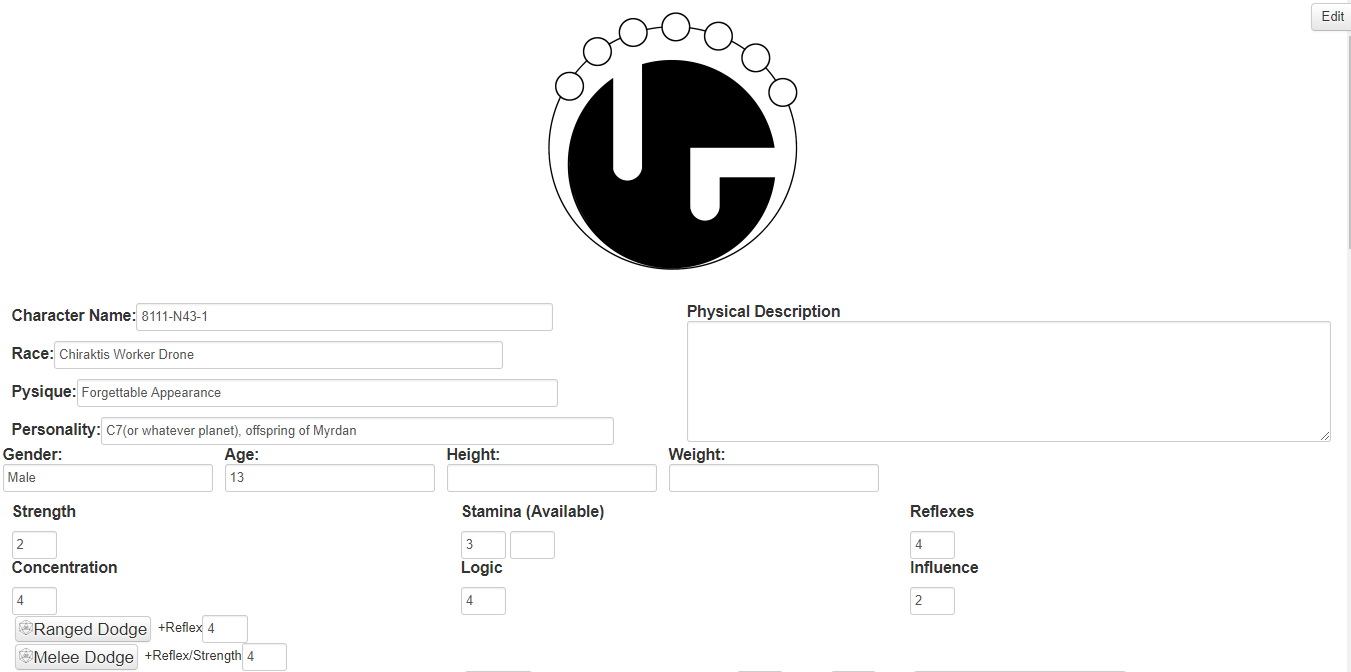 Edit
Character Name: 8111-N43-1
Physical Description
Race: Chiraktis Worker Drone
Pysique: Forgettable Appearance
Personality: C7(or whatever planet), offspring of Myrdan
Gender: Age: Height: Weight:
Male 13
Strength Stamina (Available) Reflexes
2 3 4
Concentration Logic Influence
4 4 2
Ranged Dodge +Reflex 4
Melee Dodge +Reflex/Strength 4